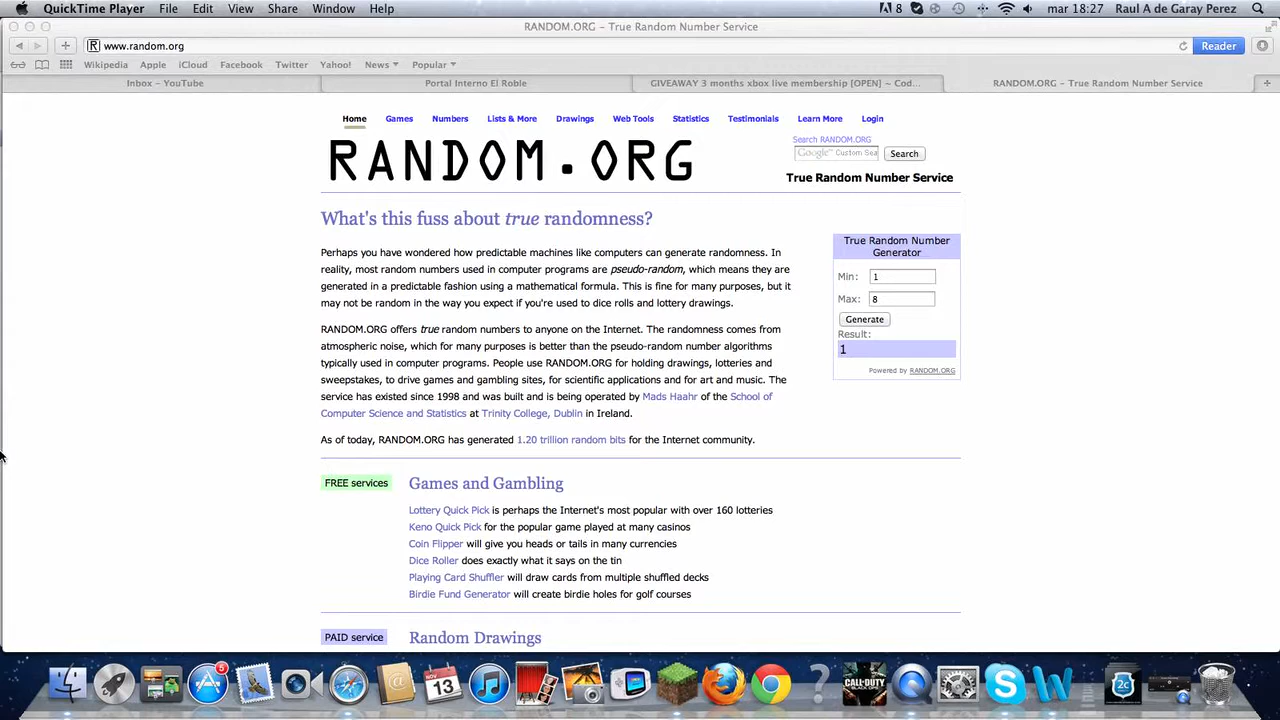 QuickTime Player File Edit View Share Window Help 8 mar 18:27 Raul A de Garay Perez
RANDOM.ORG – True Random Number Service
www.random.org Reader
Wikipedia Apple iCloud Facebook Twitter Yahoo! News Popular
Inbox – YouTube Portal Interno El Roble GIVEAWAY 3 months xbox live membership [OPEN] ~ Cod... RANDOM.ORG – True Random Number Service
Home Games Numbers Lists & More Drawings Web Tools Statistics Testimonials Learn More Login
Search RANDOM.ORG
Google™ Custom Sea Search
RANDOM.ORG
True Random Number Service
What's this fuss about true randomness?
Perhaps you have wondered how predictable machines like computers can generate randomness. In
reality, most random numbers used in computer programs are pseudo-random, which means they are
generated in a predictable fashion using a mathematical formula. This is fine for many purposes, but it
may not be random in the way you expect if you're used to dice rolls and lottery drawings.
RANDOM.ORG offers true random numbers to anyone on the Internet. The randomness comes from
atmospheric noise, which for many purposes is better than the pseudo-random number algorithms
typically used in computer programs. People use RANDOM.ORG for holding drawings, lotteries and
sweepstakes, to drive games and gambling sites, for scientific applications and for art and music. The
service has existed since 1998 and was built and is being operated by Mads Haahr of the School of
Computer Science and Statistics at Trinity College, Dublin in Ireland.
As of today, RANDOM.ORG has generated 1.20 trillion random bits for the Internet community.
True Random Number
Generator
Min: 1
Max: 8
Generate
Result:
1
Powered by RANDOM.ORG
FREE services Games and Gambling
Lottery Quick Pick is perhaps the Internet's most popular with over 160 lotteries
Keno Quick Pick for the popular game played at many casinos
Coin Flipper will give you heads or tails in many currencies
Dice Roller does exactly what it says on the tin
Playing Card Shuffler will draw cards from multiple shuffled decks
Birdie Fund Generator will create birdie holes for golf courses
PAID service Random Drawings
5
13
CALL OF DUTY
2c